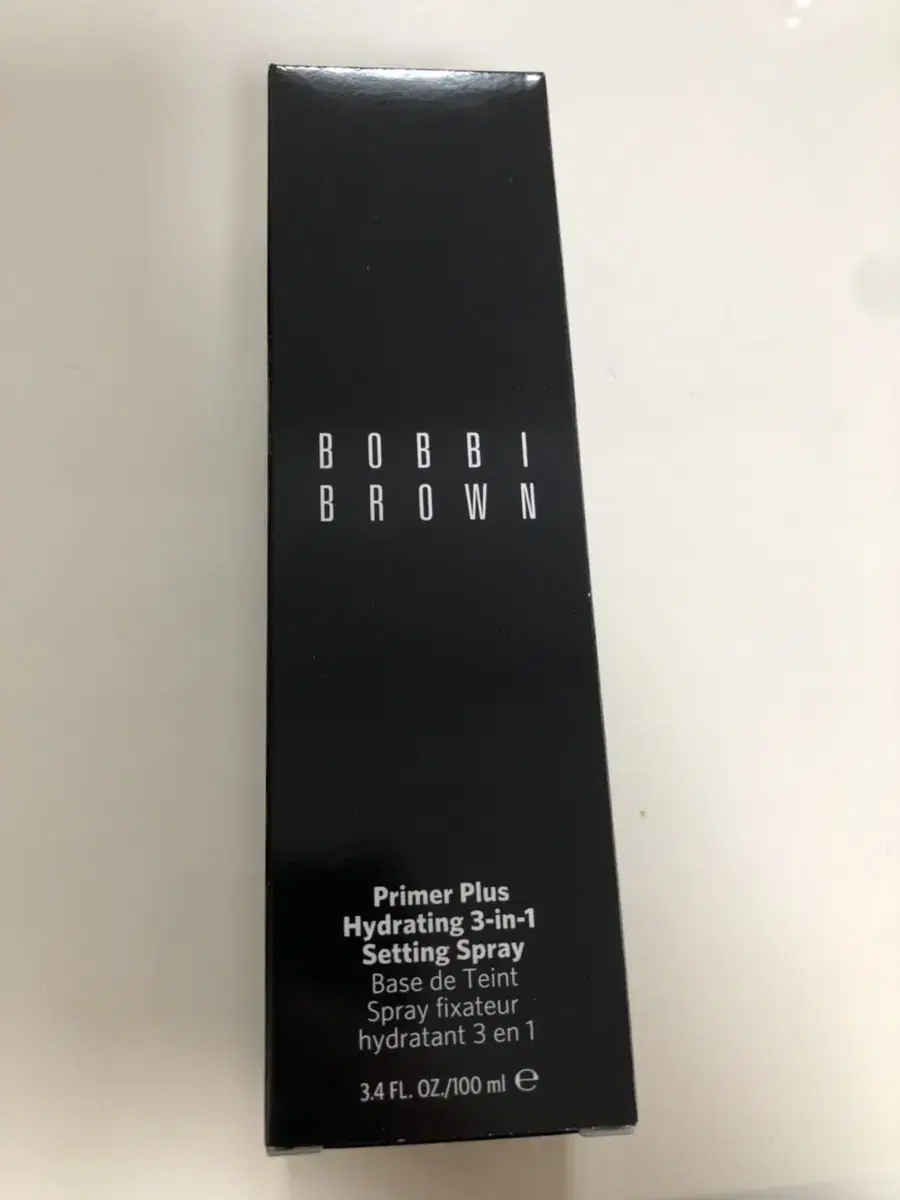 BOBBI
BROWN
Primer Plus
Hydrating 3-in-1
Setting Spray
Base de Teint
Spray fixateur
hydratant 3 en 1
3.4 FL. OZ./100 ml ℮